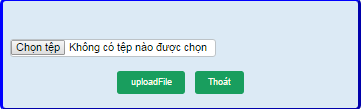 Chọn tệp Không có tệp nào được chọn
uploadFile Thoát